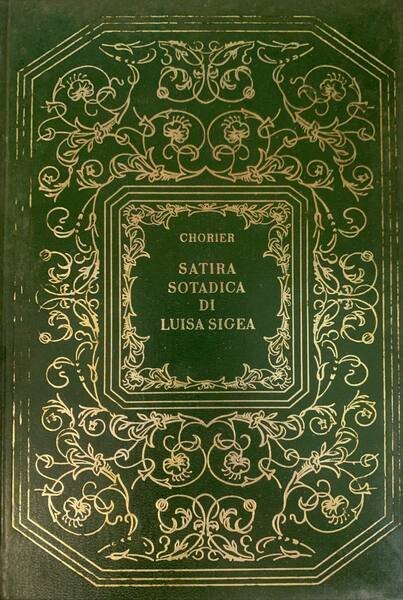 CHORIER
SATIRA
SOTADICA
DI
LUISA SIGEA